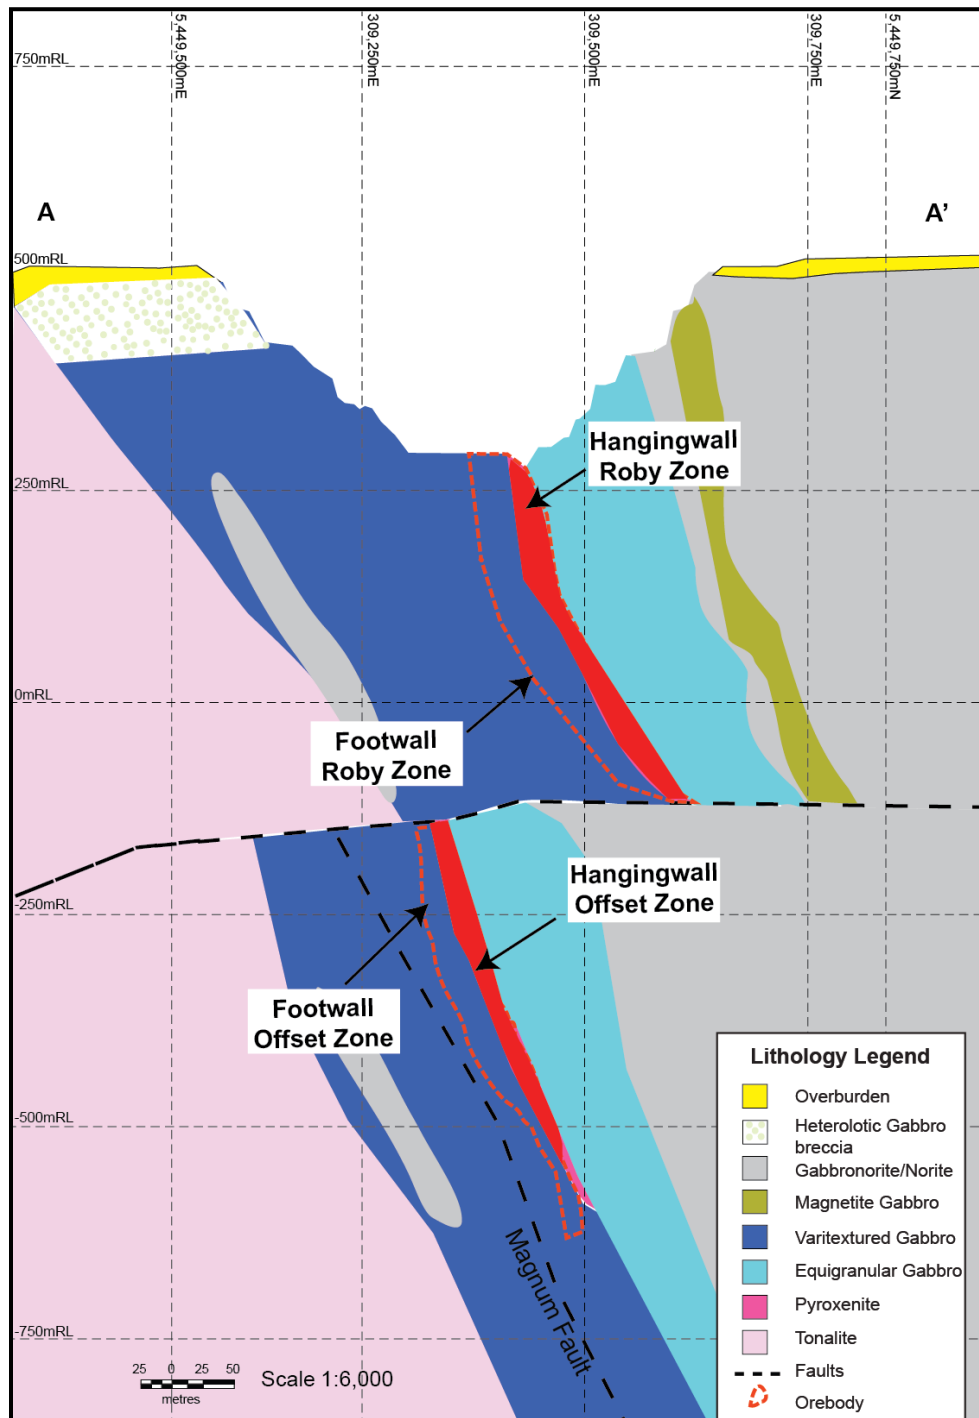 5,449,500mE
309,250mE
309,500mE
309,750mE
5,449,750mN
750mRL
A
A'
500mRL
Hangingwall
Roby Zone
250mRL
0mRL
Footwall
Roby Zone
Hangingwall
Offset Zone
-250mRL
Footwall
Offset Zone
-500mRL
Magnum Fault
-750mRL
25 0 25 50
metres
Scale 1:6,000
Lithology Legend
Overburden
Heterolotic Gabbro
breccia
Gabbronorite/Norite
Magnetite Gabbro
Varitextured Gabbro
Equigranular Gabbro
Pyroxenite
Tonalite
Faults
Orebody